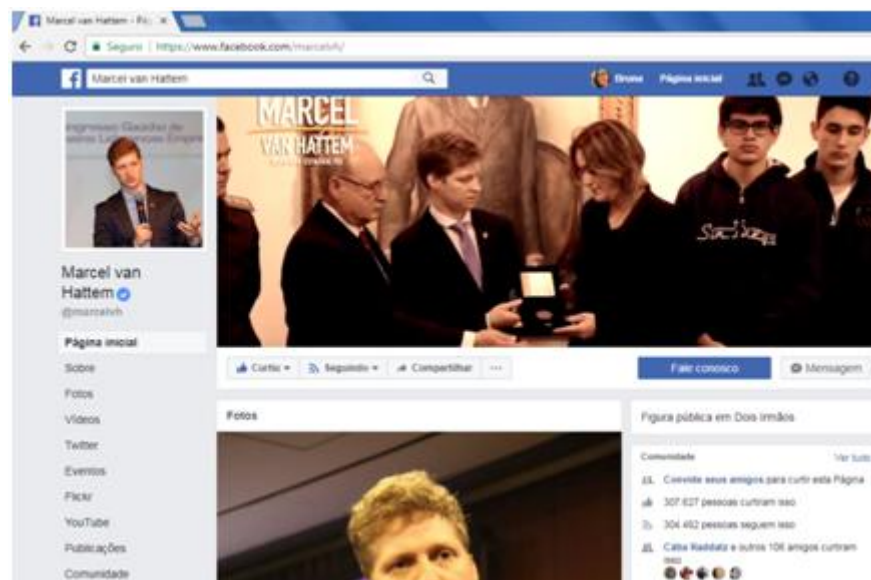 Marcel van Hattem - Pá
Seguro | https://www.facebook.com/marcelvh/
Marcel van Hattem
Bruna Página inicial
MARCEL
VAN HATTEM
Marcel van
Hattem
@marcelvh
Página inicial
Sobre
Fotos
Vídeos
Twitter
Eventos
Flickr
YouTube
Publicações
Comunidade
Curtiu Seguindo Compartilhar ...
Fale conosco Mensagem
Fotos
Figura pública em Dois Irmãos
Comunidade Ver tudo
Convide seus amigos para curtir esta Página
307.627 pessoas curtiram isso
304.492 pessoas seguem isso
Cátia Raddatz e outros 106 amigos curtiram
isso